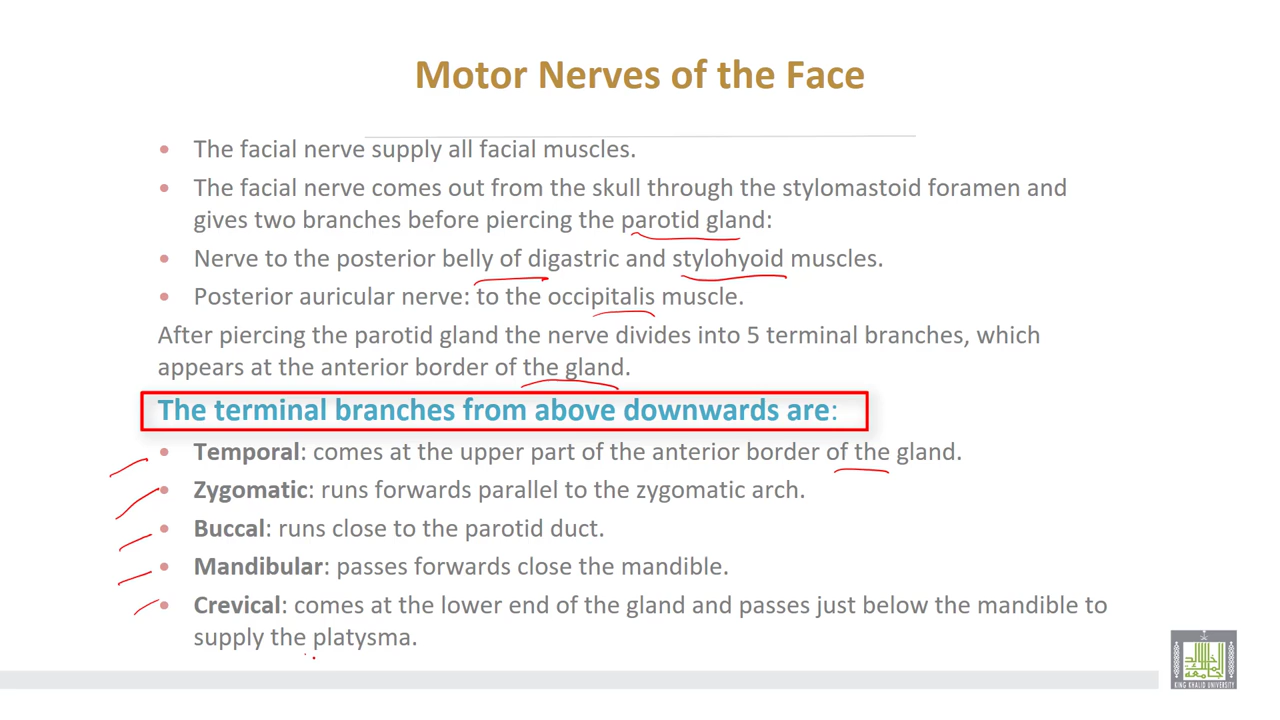 Motor Nerves of the Face
• The facial nerve supply all facial muscles.
• The facial nerve comes out from the skull through the stylomastoid foramen and
gives two branches before piercing the parotid gland:
• Nerve to the posterior belly of digastric and stylohyoid muscles.
• Posterior auricular nerve: to the occipitalis muscle.
After piercing the parotid gland the nerve divides into 5 terminal branches, which
appears at the anterior border of the gland.
The terminal branches from above downwards are:
• Temporal: comes at the upper part of the anterior border of the gland.
• Zygomatic: runs forwards parallel to the zygomatic arch.
• Buccal: runs close to the parotid duct.
• Mandibular: passes forwards close the mandible.
• Crevical: comes at the lower end of the gland and passes just below the mandible to
supply the platysma.
KING KHALID UNIVERSITY